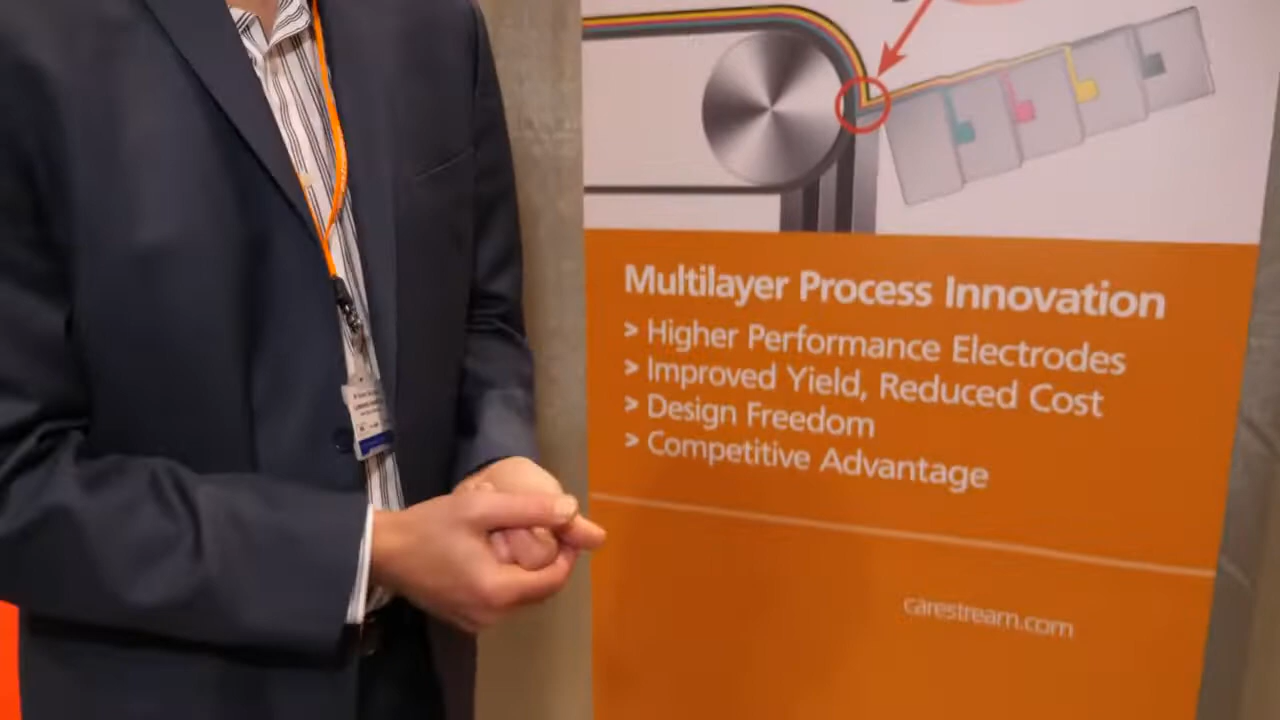 Multilayer Process Innovation
> Higher Performance Electrodes
> Improved Yield, Reduced Cost
> Design Freedom
> Competitive Advantage
carestream.com